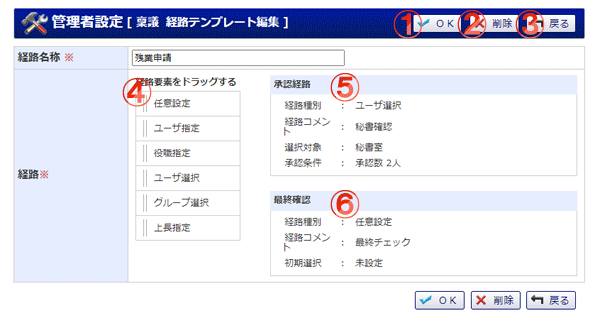 管理者設定 [ 稟議 経路テンプレート編集 ]
① OK ② 削除 ③ 戻る
経路名称 ※
残業申請
経路※
④
経路要素をドラッグする
任意設定
ユーザ指定
役職指定
ユーザ選択
グループ選択
上長指定
承認経路 ⑤
経路種別 : ユーザ選択
経路コメント : 秘書確認
選択対象 : 秘書室
承認条件 : 承認数 2人
最終確認 ⑥
経路種別 : 任意設定
経路コメント : 最終チェック
初期選択 : 未設定
OK 削除 戻る